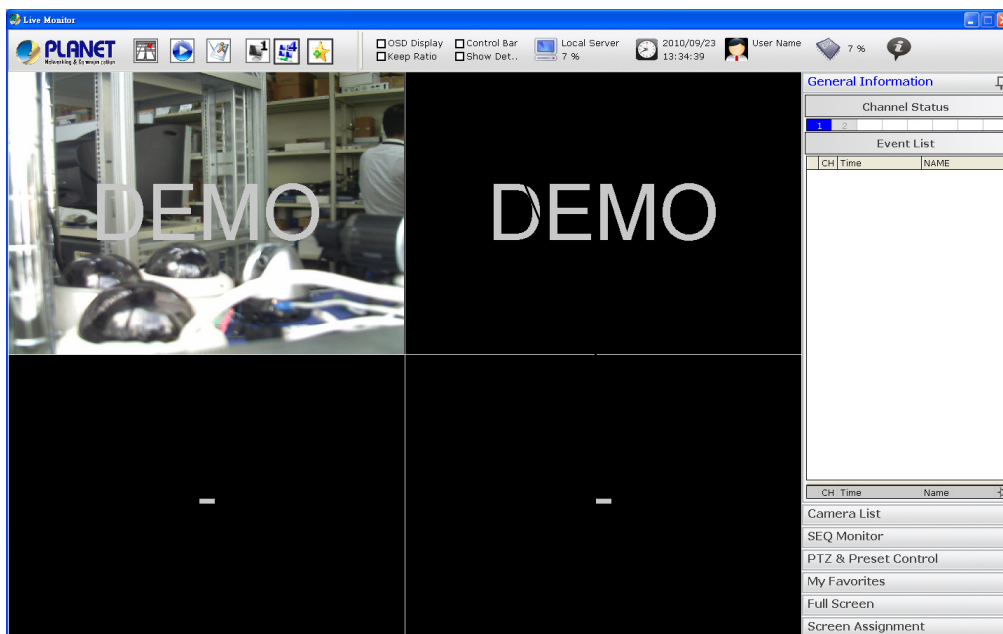 Live Monitor
PLANET
Networking & Communication
1
4
OSD Display
Control Bar
Keep Ratio
Show Det..
Local Server
7 %
2010/09/23
13:34:39
User Name
7 %
DEMO
DEMO
-
-
General Information
Channel Status
1 2
Event List
CH Time NAME
CH Time Name
Camera List
SEQ Monitor
PTZ & Preset Control
My Favorites
Full Screen
Screen Assignment